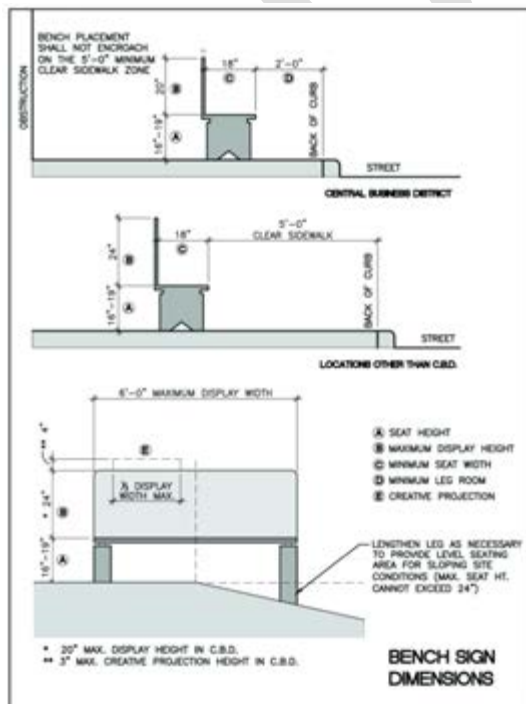 BENCH PLACEMENT
SHALL NOT ENCROACH
ON THE 5'-0" MINIMUM
CLEAR SIDEWALK ZONE
OBSTRUCTION
18"
2'-0"
C
D
20"
B
16"-19"
A
BACK OF CURB
STREET
CENTRAL BUSINESS DISTRICT
18"
5'-0"
CLEAR SIDEWALK
C
24"
B
16"-19"
A
BACK OF CURB
STREET
LOCATIONS OTHER THAN C.B.D.
6'-0" MAXIMUM DISPLAY WIDTH
** 4"
E
DISPLAY
WIDTH MAX.
* 24"
B
16"-19"
A
A SEAT HEIGHT
B MAXIMUM DISPLAY HEIGHT
C MINIMUM SEAT WIDTH
D MINIMUM LEG ROOM
E CREATIVE PROJECTION
LENGTHEN LEG AS NECESSARY
TO PROVIDE LEVEL SEATING
AREA FOR SLOPING SITE
CONDITIONS (MAX. SEAT HT.
CANNOT EXCEED 24")
* 20" MAX. DISPLAY HEIGHT IN C.B.D.
** 3" MAX. CREATIVE PROJECTION HEIGHT IN C.B.D.
BENCH SIGN
DIMENSIONS